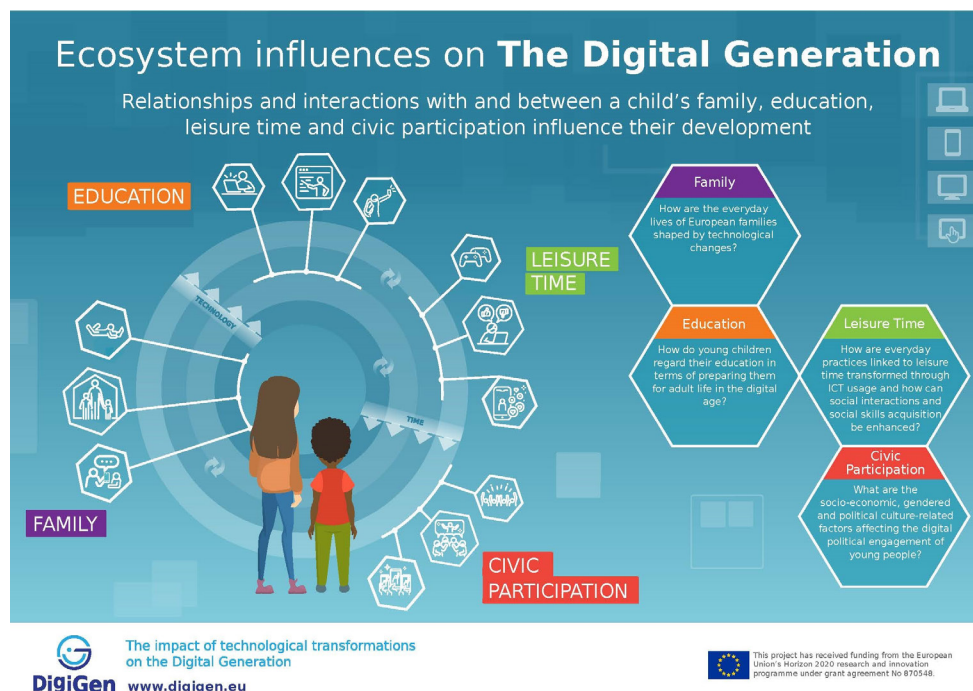 Ecosystem influences on The Digital Generation
Relationships and interactions with and between a child's family, education,
leisure time and civic participation influence their development
EDUCATION
LEISURE
TIME
TECHNOLOGY
TIME
FAMILY
CIVIC
PARTICIPATION
Family
How are the everyday
lives of European families
shaped by technological
changes?
Education
How do young children
regard their education in
terms of preparing them
for adult life in the digital
age?
Leisure Time
How are everyday
practices linked to leisure
time transformed through
ICT usage and how can
social interactions and
social skills acquisition
be enhanced?
Civic
Participation
What are the
socio-economic, gendered
and political culture-related
factors affecting the digital
political engagement of
young people?
DigiGen
The impact of technological transformations
on the Digital Generation
www.digigen.eu
This project has received funding from the European
Union's Horizon 2020 research and innovation
programme under grant agreement No 870548.